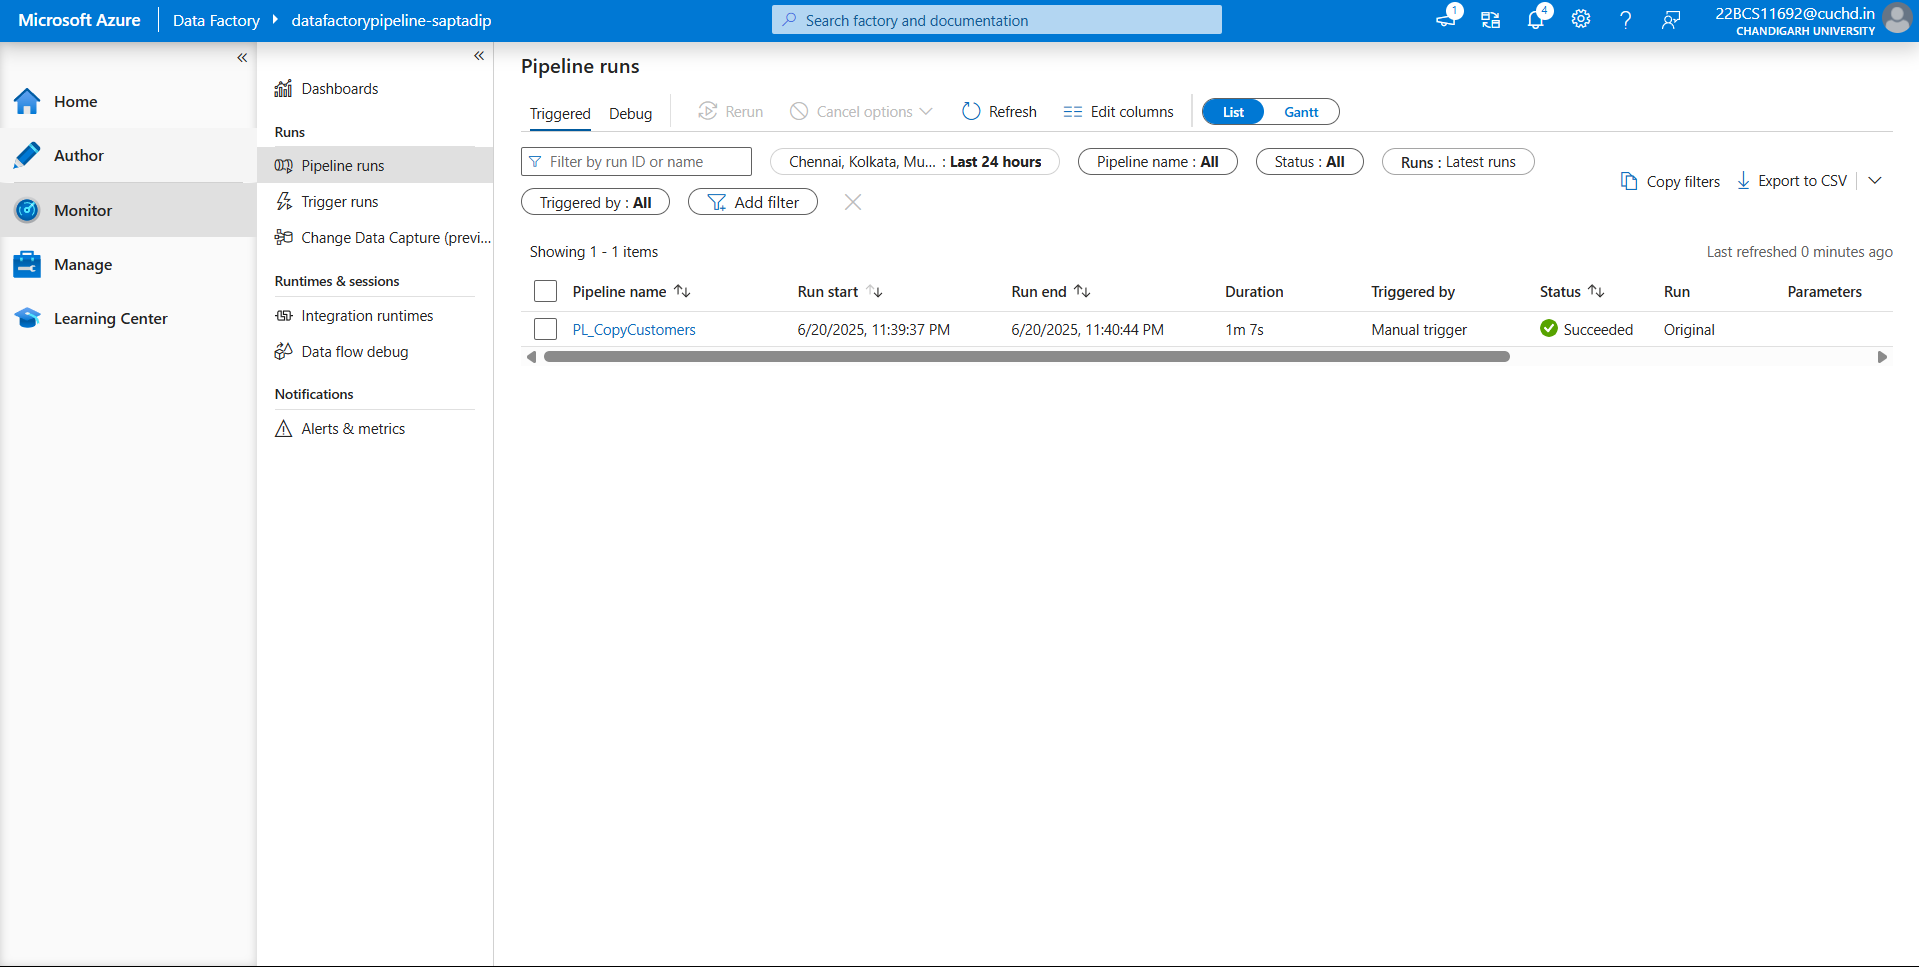 Microsoft Azure Data Factory datafactorypipeline-saptadip
Search factory and documentation
1
4
22BCS11692@cuchd.in
CHANDIGARH UNIVERSITY
Home
Author
Monitor
Manage
Learning Center
Dashboards
Runs
Pipeline runs
Trigger runs
Change Data Capture (previ...
Runtimes & sessions
Integration runtimes
Data flow debug
Notifications
Alerts & metrics
Pipeline runs
Triggered Debug Rerun Cancel options Refresh Edit columns List Gantt
Filter by run ID or name Chennai, Kolkata, Mu... : Last 24 hours Pipeline name : All Status : All Runs : Latest runs
Copy filters Export to CSV
Triggered by : All Add filter
Showing 1 - 1 items Last refreshed 0 minutes ago
Pipeline name Run start Run end Duration Triggered by Status Run Parameters
PL_CopyCustomers 6/20/2025, 11:39:37 PM 6/20/2025, 11:40:44 PM 1m 7s Manual trigger Succeeded Original